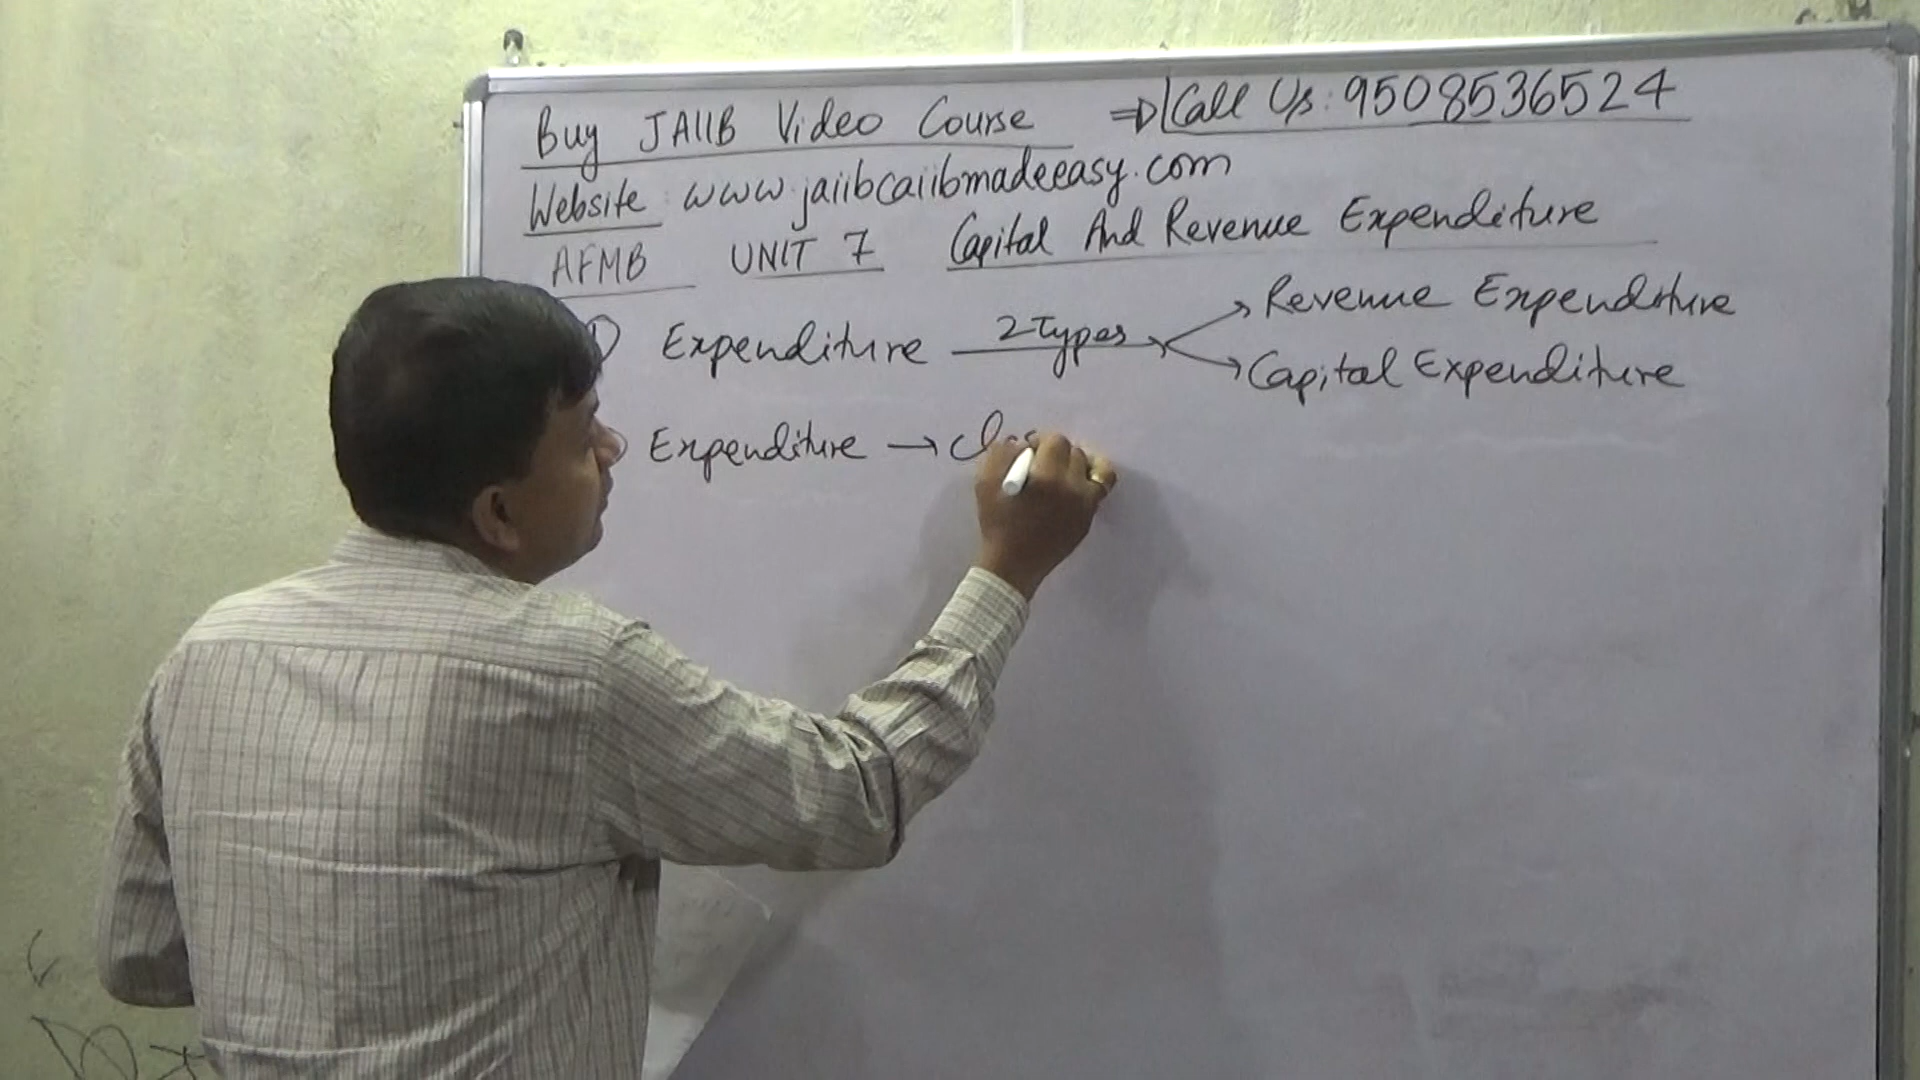 Buy JAIIB Video Course ⇒ Call Us: 9508536524
Website: www.jaiibcaiibmadeeasy.com
AFMB UNIT 7 Capital And Revenue Expenditure
1) Expenditure 2 Types → Revenue Expenditure
→ Capital Expenditure
Expenditure →